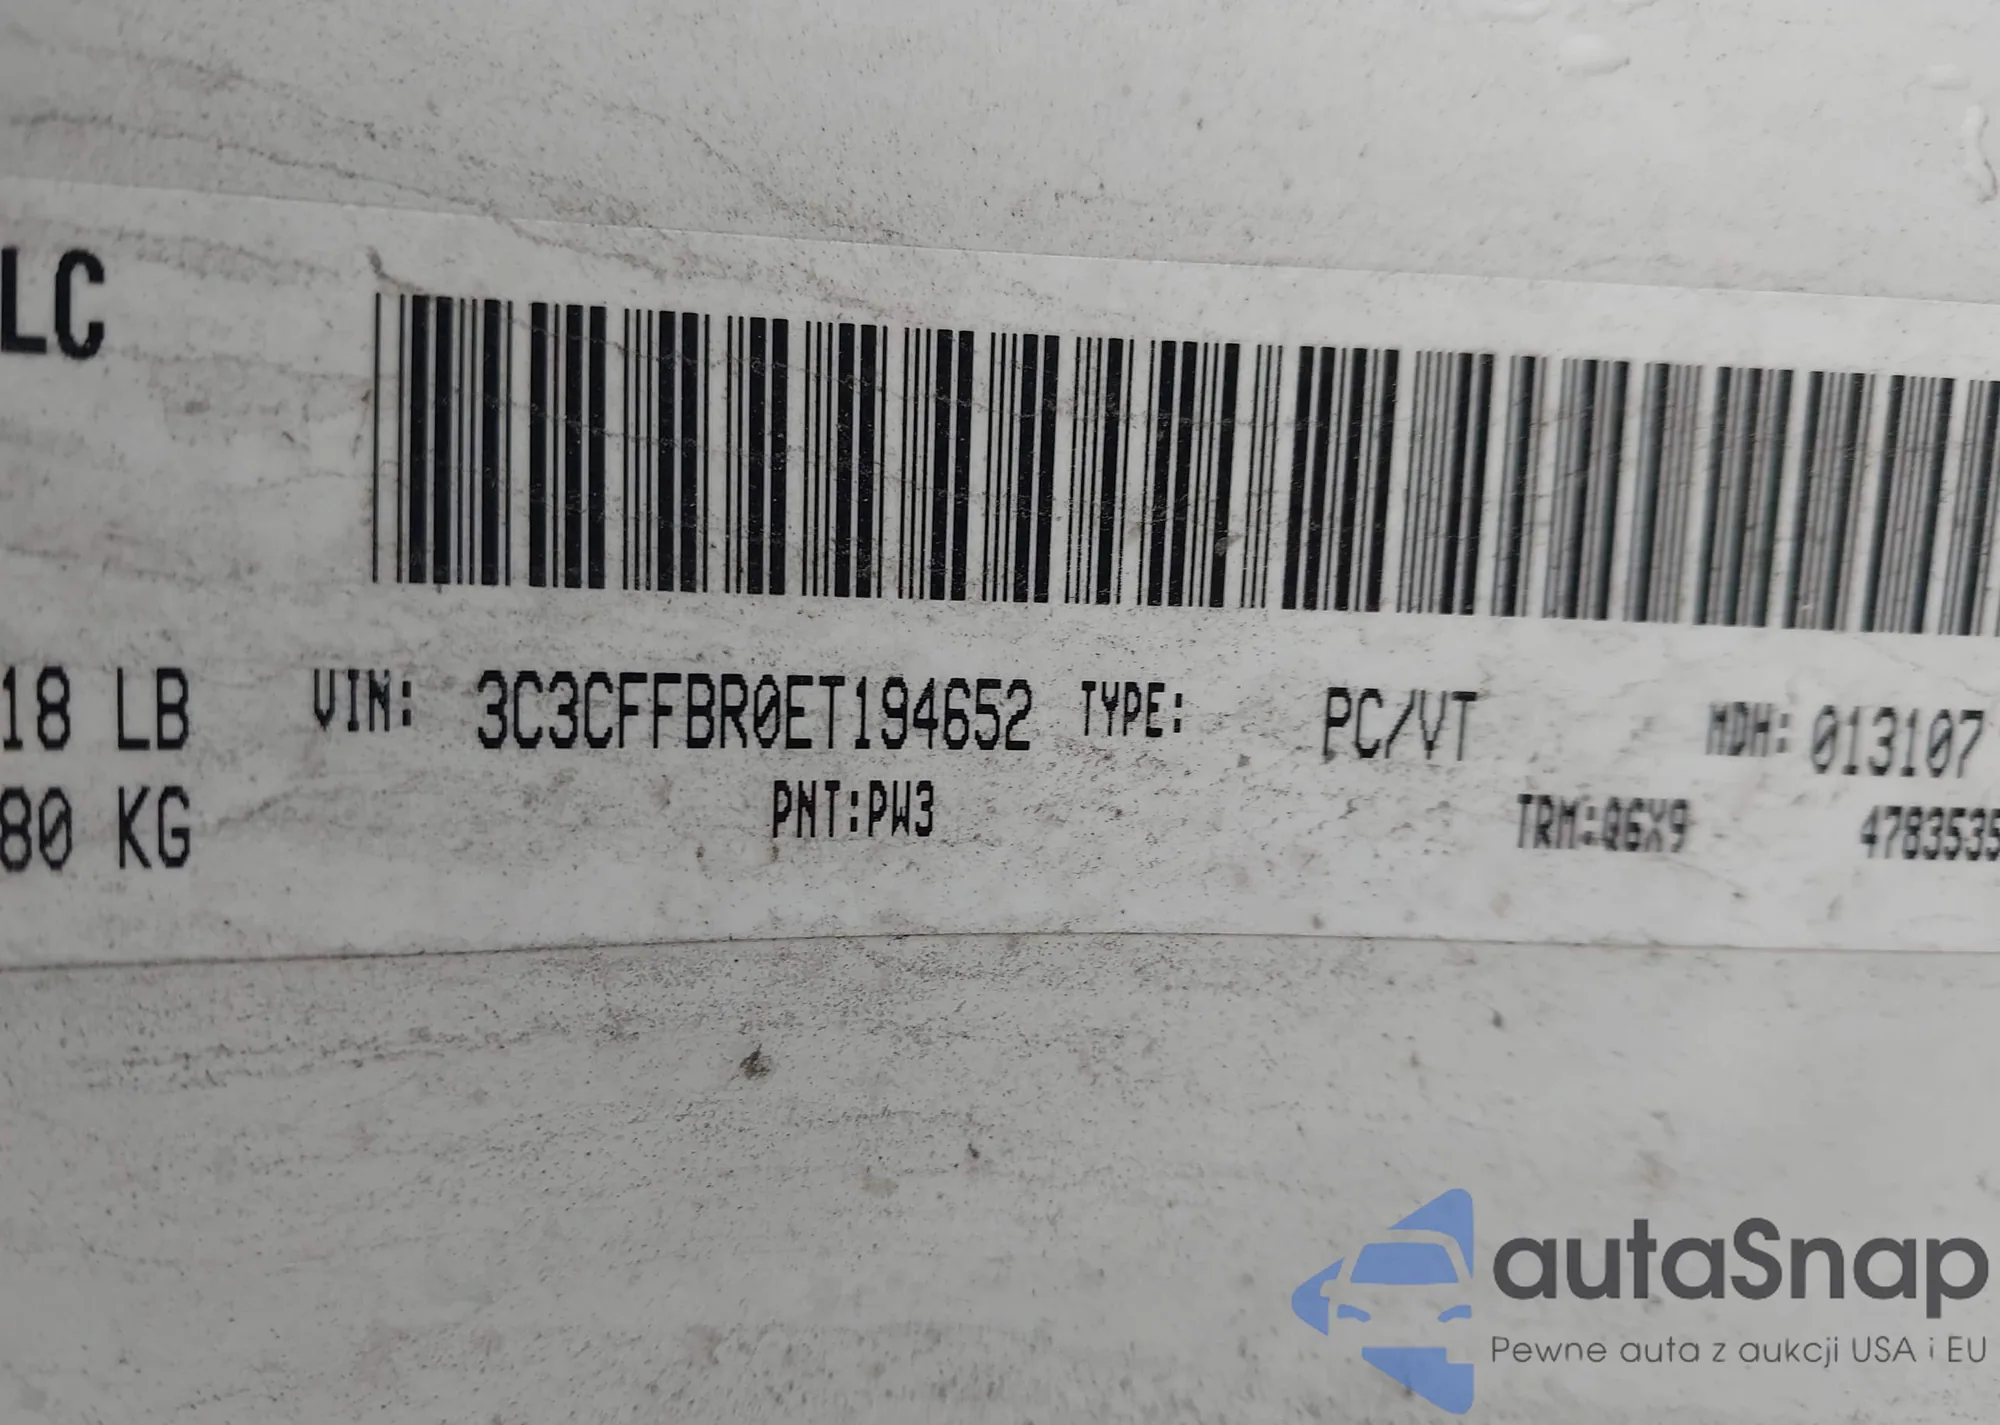 LC
18 LB VIN: 3C3CFFBR0ET194652 TYPE: PC/VT MDH: 013107
80 KG PNT:PW3 TRM:Q6X9 4783535
autaSnap
Pewne auta z aukcji USA i EU